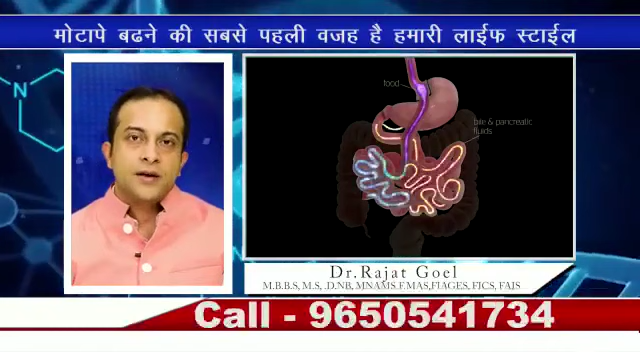 मोटापे बढने की सबसे पहली वजह है हमारी लाईफ स्टाईल
N
food
bile & pancreatic
fluids
Dr.Rajat Goel
M.B.B.S, M.S, .D.NB, MNAMS.F.MAS,FIAGES, FICS, FAIS
Call - 9650541734